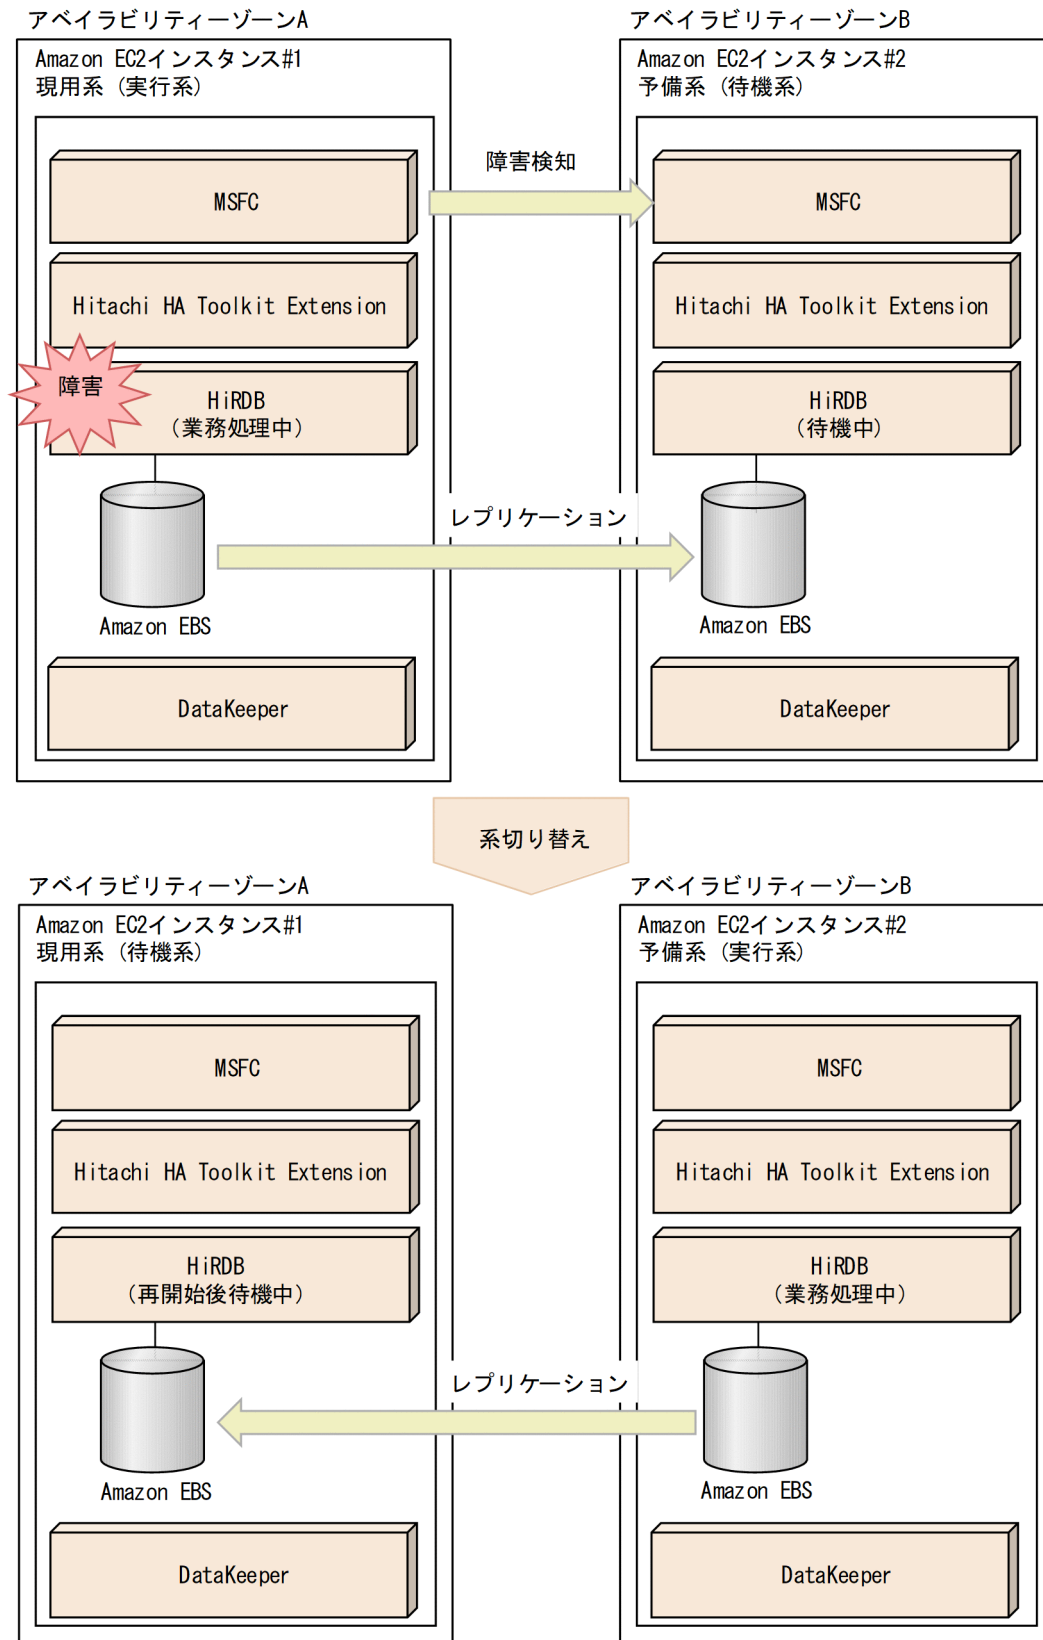 アベイラビリティーゾーンA
Amazon EC2インスタンス#1
現用系（実行系）
MSFC
Hitachi HA Toolkit Extension
障害
HiRDB
（業務処理中）
Amazon EBS
DataKeeper
障害検知
レプリケーション
アベイラビリティーゾーンB
Amazon EC2インスタンス#2
予備系（待機系）
MSFC
Hitachi HA Toolkit Extension
HiRDB
（待機中）
Amazon EBS
DataKeeper
系切り替え
アベイラビリティーゾーンA
Amazon EC2インスタンス#1
現用系（待機系）
MSFC
Hitachi HA Toolkit Extension
HiRDB
（再開始後待機中）
Amazon EBS
DataKeeper
レプリケーション
アベイラビリティーゾーンB
Amazon EC2インスタンス#2
予備系（実行系）
MSFC
Hitachi HA Toolkit Extension
HiRDB
（業務処理中）
Amazon EBS
DataKeeper